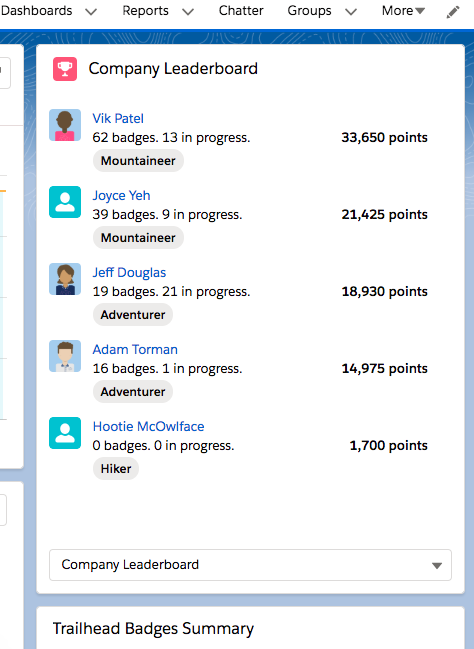 Dashboards Reports Chatter Groups More
Company Leaderboard
Vik Patel
62 badges. 13 in progress. 33,650 points
Mountaineer
Joyce Yeh
39 badges. 9 in progress. 21,425 points
Mountaineer
Jeff Douglas
19 badges. 21 in progress. 18,930 points
Adventurer
Adam Torman
16 badges. 1 in progress. 14,975 points
Adventurer
Hootie McOwlface
0 badges. 0 in progress. 1,700 points
Hiker
Company Leaderboard
Trailhead Badges Summary